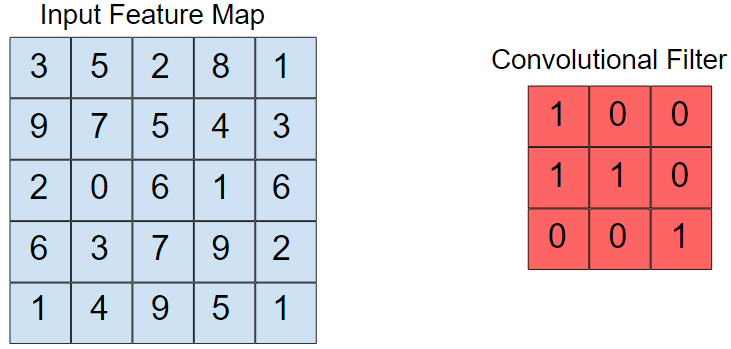 Input Feature Map
Convolutional Filter
3 5 2 8 1
9 7 5 4 3
2 0 6 1 6
6 3 7 9 2
1 4 9 5 1
1 0 0
1 1 0
0 0 1